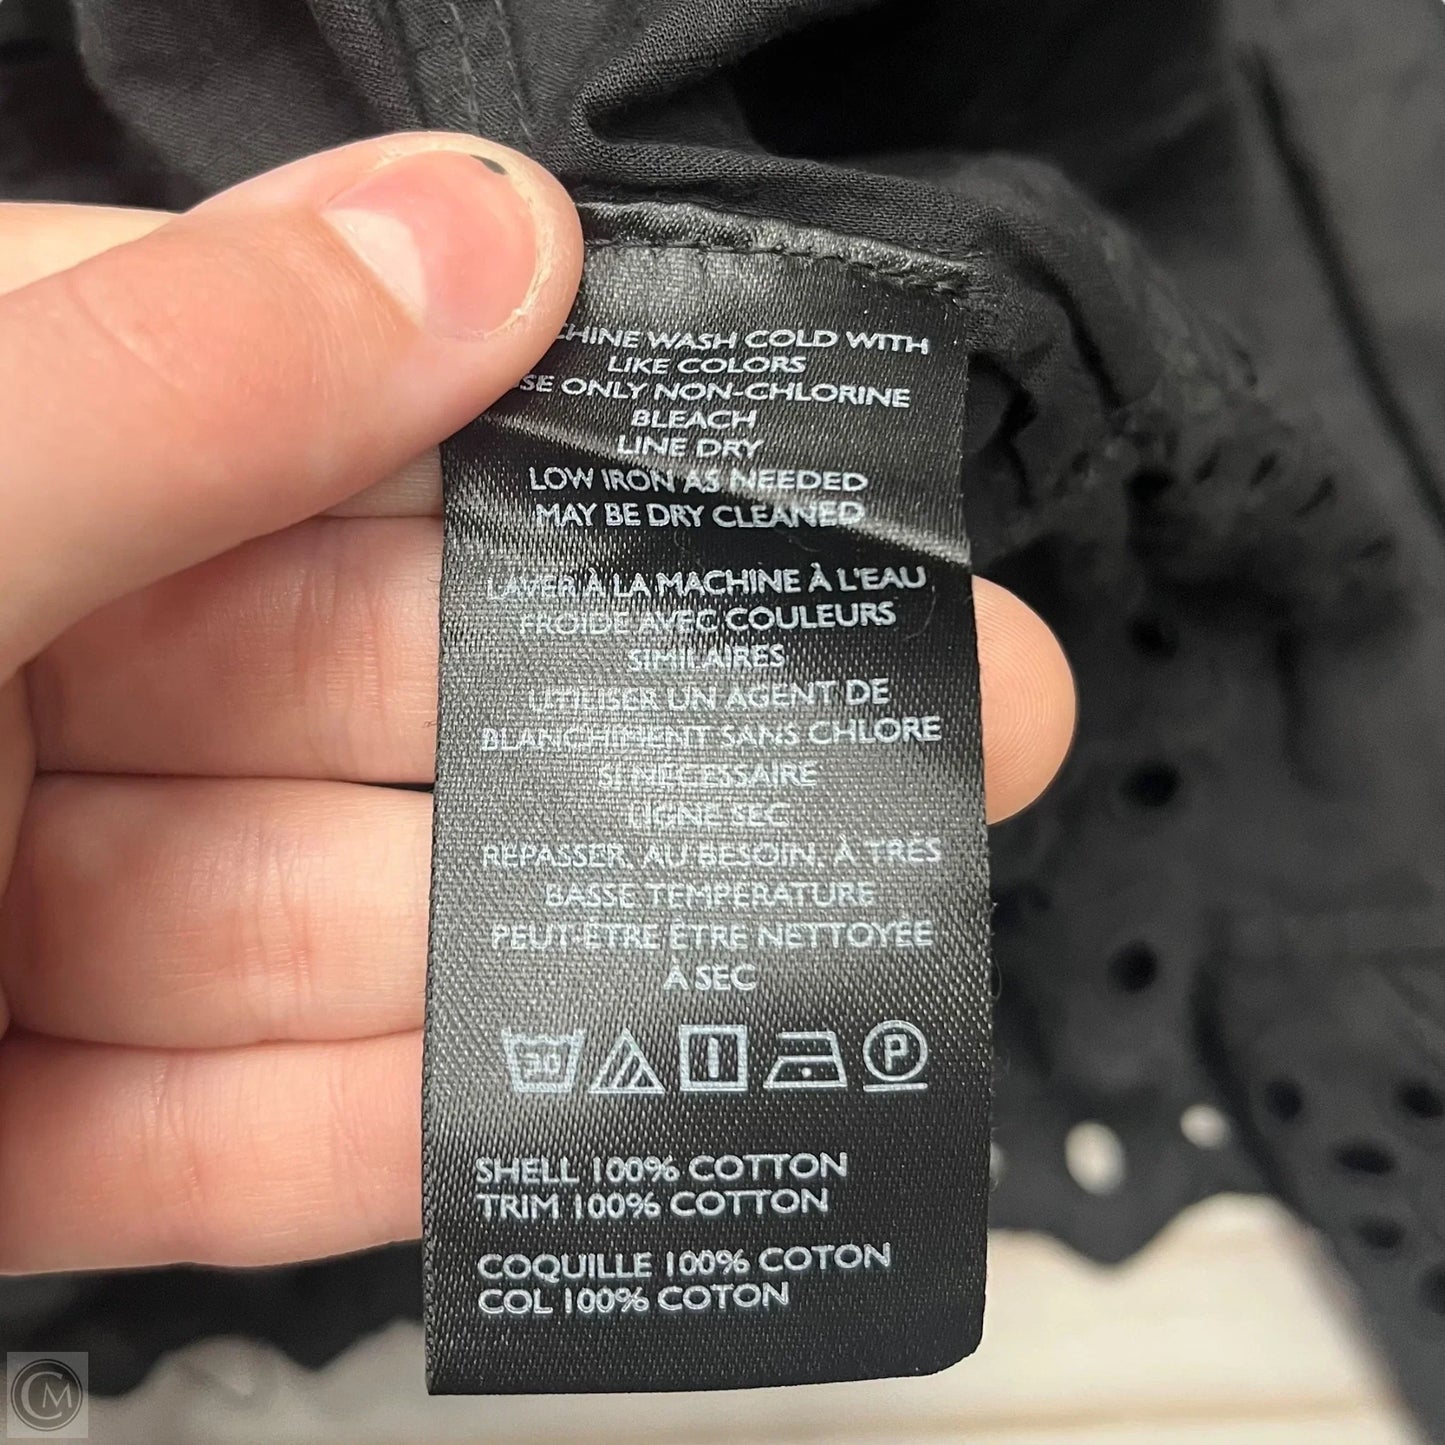 CHINE WASH COLD WITH
LIKE COLORS
SE ONLY NON-CHLORINE
BLEACH
LINE DRY
LOW IRON AS NEEDED
MAY BE DRY CLEANED
LAVER À LA MACHINE À L'EAU
FROIDE AVEC COULEURS
SIMILAIRES
UTILISER UN AGENT DE
BLANCHIMENT SANS CHLORE
SI NÉCESSAIRE
LIGNE SEC
REPASSER, AU BESOIN, À TRÈS
BASSE TEMPERATURE
PEUT-ÊTRE ÊTRE NETTOYÉE
À SEC
30 P
SHELL 100% COTTON
TRIM 100% COTTON
COQUILLE 100% COTON
COL 100% COTON
CM